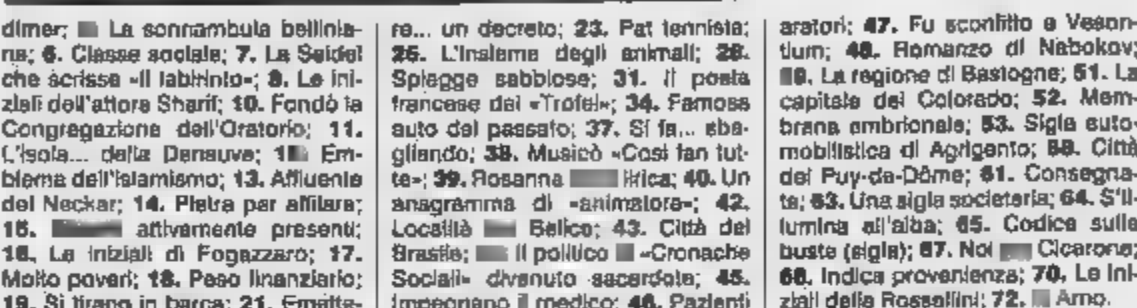 dimer; La sonnambula bellinia-
na; 6. Classe sociale; 7. La Seidel
che scrisse «Il labirinto»; 8. Le ini-
ziali dell'attore Sharif; 10. Fondò la
Congregazione dell'Oratorio; 11.
L'isola... della Deneuve; Em-
blema dell'Islamismo; 13. Affluente
del Neckar; 14. Pietra per affilare;
15. attivamente presenti;
16. Le iniziali di Fogazzaro; 17.
Molto poveri; 18. Peso finanziario;
19. Si tirano in barca; 21. Emette-
re... un decreto; 23. Pat tennista;
25. L'insieme degli animali; 28.
Spiagge sabbiose; 31. Il poeta
francese dei «Trofei»; 34. Famosa
auto del passato; 37. Si fa... sba-
gliando; 38. Musicò «Così fan tut-
te»; 39. Rosanna lirica; 40. Un
anagramma di «animatore»; 42.
Località Belice; 43. Città del
Brasile; il politico «Cronache
Sociali» divenuto sacerdote; 45.
Impegnano il medico; 46. Pazienti
aratori; 47. Fu sconfitto a Veson-
tium; 48. Romanzo di Nabokov;
La regione di Bastogne; 51. La
capitale del Colorado; 52. Mem-
brana embrionale; 53. Sigla auto-
mobilistica di Agrigento; 58. Città
del Puy-de-Dôme; 61. Consegna-
ta; 63. Una sigla societaria; 64. S'il-
lumina all'alba; 65. Codice sulle
buste (sigla); 67. Noi Cicerone;
68. Indica provenienza; 70. Le ini-
ziali della Rossellini; 72. Arno.